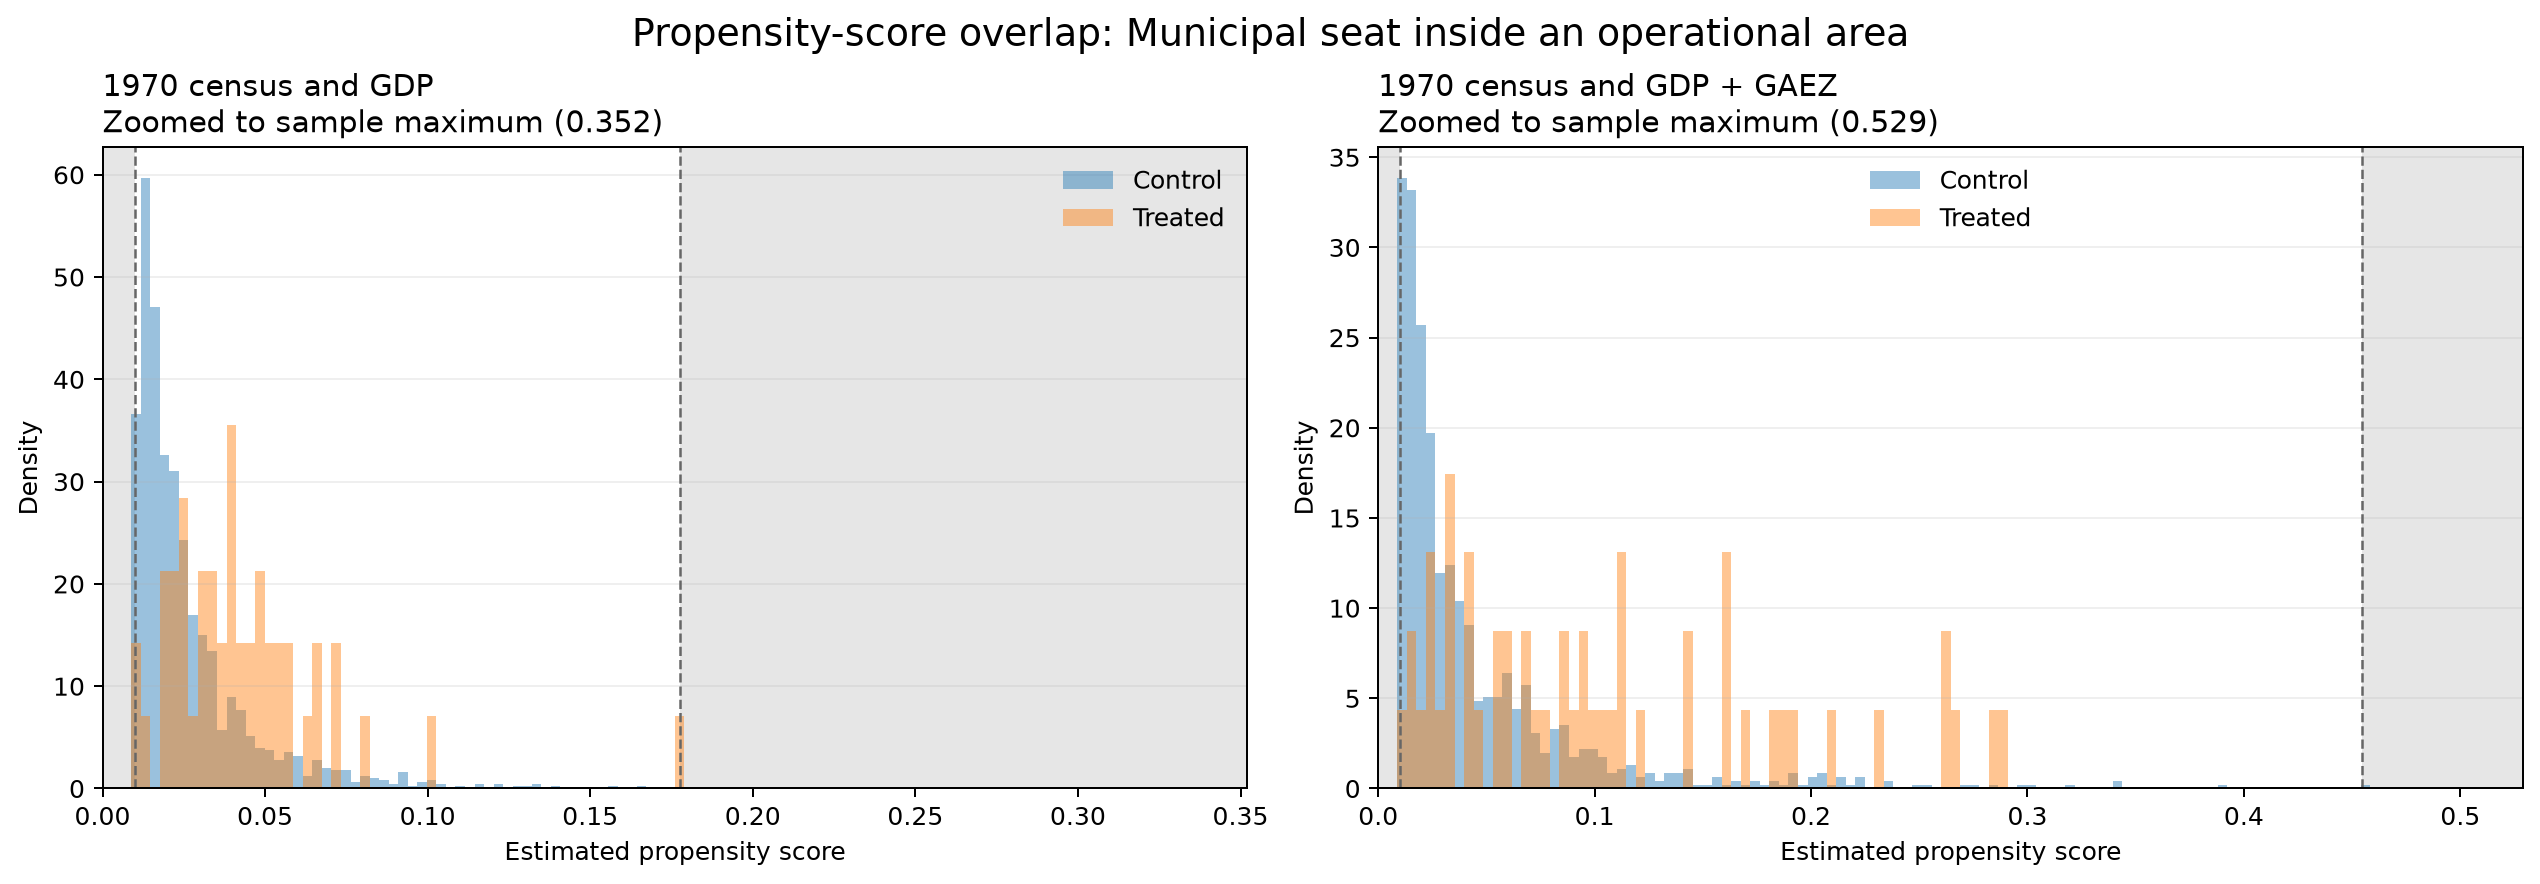 Propensity-score overlap: Municipal seat inside an operational area
1970 census and GDP
Zoomed to sample maximum (0.352)
60
50
40
30
20
10
0
Density
Control
Treated
0.00
0.05
0.10
0.15
0.20
0.25
0.30
0.35
Estimated propensity score
1970 census and GDP + GAEZ
Zoomed to sample maximum (0.529)
35
30
25
20
15
10
5
0
Density
Control
Treated
0.0
0.1
0.2
0.3
0.4
0.5
Estimated propensity score